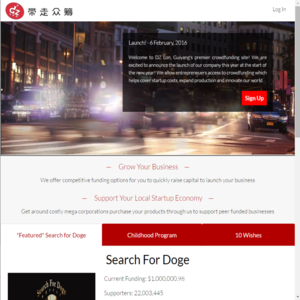 帶走众籌
Log In
Launch! - 6 February, 2016
Welcome to DZ Lan, Guiyang's premier crowdfunding site! We are
excited to announce the launch of our company this year at the start
of the new year! We allow entrepreneurs access to crowdfunding which
helps cover startup costs, expand production and innovate our world.
Sign Up
Grow Your Business
We offer competitive funding options for you to quickly raise capital to launch your business
Support Your Local Startup Economy
Get around costly mega corporations purchase your products through us to support peer funded businesses
"Featured" Search for Doge
Childhood Program
10 Wishes
Search For Doge
Search For Doge
Current Funding: $1,000,000.98
Supporters: 22,003,445